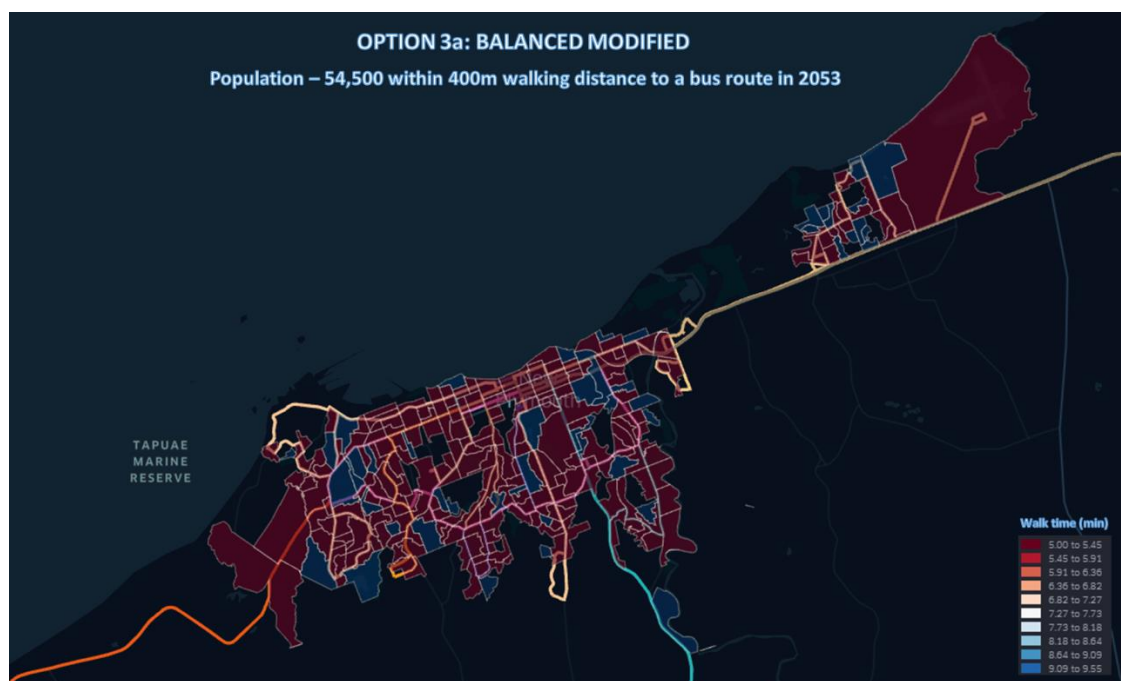 OPTION 3a: BALANCED MODIFIED
Population – 54,500 within 400m walking distance to a bus route in 2053
TAPUAE
MARINE
RESERVE
Walk time (min)
5.00 to 5.45
5.45 to 5.91
5.91 to 6.36
6.36 to 6.82
6.82 to 7.27
7.27 to 7.73
7.73 to 8.18
8.18 to 8.64
8.64 to 9.09
9.09 to 9.55